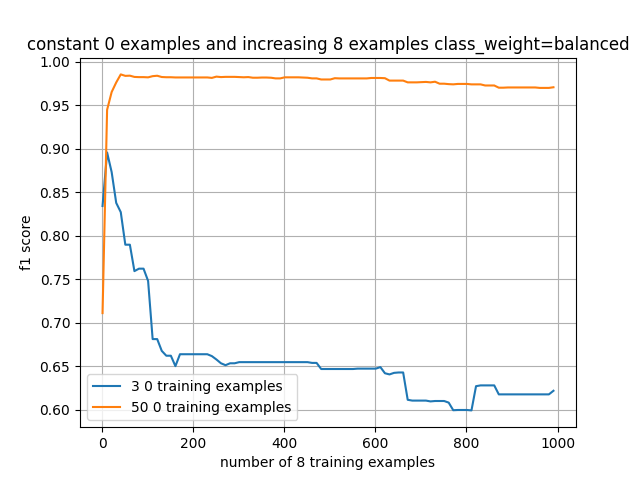 constant 0 examples and increasing 8 examples class_weight=balanced
1.00
0.95
0.90
0.85
0.80
0.75
0.70
0.65
0.60
f1 score
3 0 training examples
50 0 training examples
0 200 400 600 800 1000
number of 8 training examples